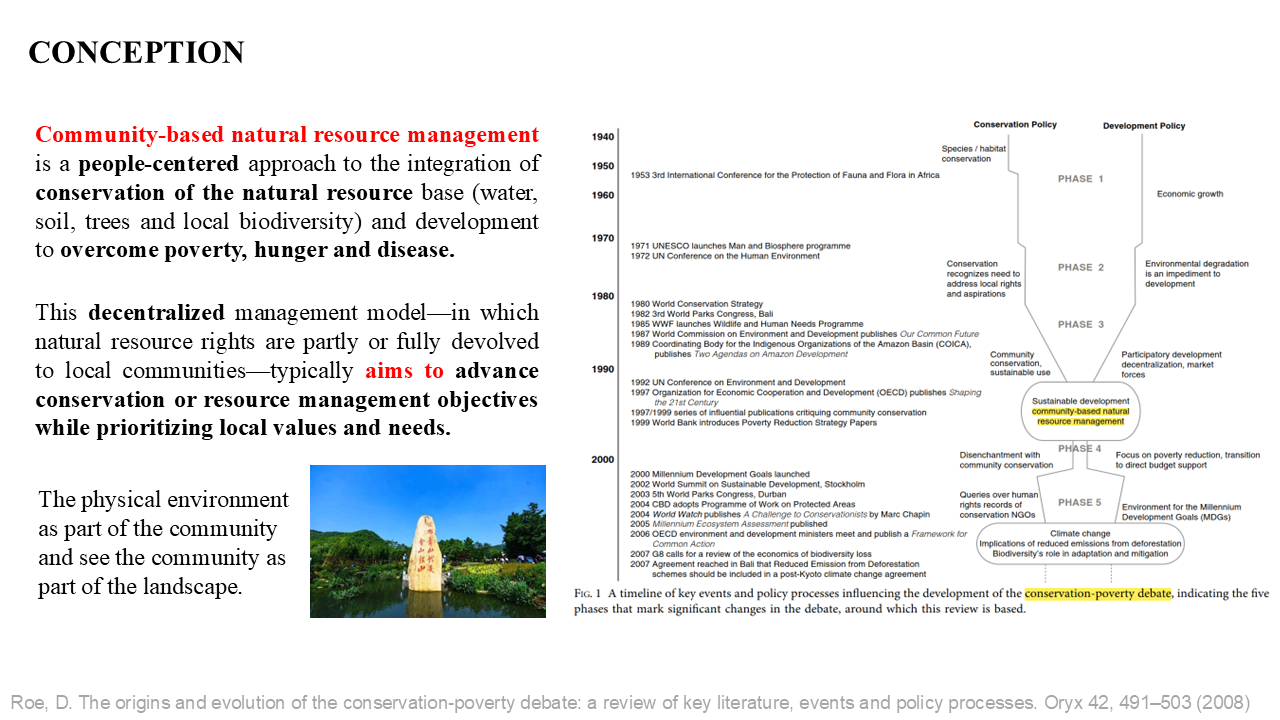 CONCEPTION
Community-based natural resource management
is a people-centered approach to the integration of
conservation of the natural resource base (water,
soil, trees and local biodiversity) and development
to overcome poverty, hunger and disease.
This decentralized management model—in which
natural resource rights are partly or fully devolved
to local communities—typically aims to advance
conservation or resource management objectives
while prioritizing local values and needs.
The physical environment
as part of the community
and see the community as
part of the landscape.
Conservation Policy
Development Policy
1940
1950
1960
1970
1980
1990
2000
1953 3rd International Conference for the Protection of Fauna and Flora in Africa
1971 UNESCO launches Man and Biosphere programme
1972 UN Conference on the Human Environment
1980 World Conservation Strategy
1982 3rd World Parks Congress, Bali
1985 WWF launches Wildlife and Human Needs Programme
1987 World Commission on Environment and Development publishes Our Common Future
1989 Coordinating Body for the Indigenous Organizations of the Amazon Basin (COICA),
publishes Two Agendas on Amazon Development
1992 UN Conference on Environment and Development
1997 Organization for Economic Cooperation and Development (OECD) publishes Shaping
the 21st Century
1997/1999 series of influential publications critiquing community conservation
1999 World Bank introduces Poverty Reduction Strategy Papers
2000 Millennium Development Goals launched
2002 World Summit on Sustainable Development, Stockholm
2003 5th World Parks Congress, Durban
2004 CBD adopts Programme of Work on Protected Areas
2004 World Watch publishes A Challenge to Conservationists by Marc Chapin
2005 Millennium Ecosystem Assessment published
2006 OECD environment and development ministers meet and publish a Framework for
Common Action
2007 G8 calls for a review of the economics of biodiversity loss
2007 Agreement reached in Bali that Reduced Emission from Deforestation
schemes should be included in a post-Kyoto climate change agreement
Species / habitat
conservation
PHASE 1
Economic growth
Conservation
recognizes need to
address local rights
and aspirations
PHASE 2
Environmental degradation
is an impediment to
development
PHASE 3
Community
conservation,
sustainable use
Participatory development
decentralization, market
forces
Sustainable development
community-based natural
resource management
PHASE 4
Disenchantment with
community conservation
Focus on poverty reduction, transition
to direct budget support
Queries over human
rights records of
conservation NGOs
PHASE 5
Environment for the Millennium
Development Goals (MDGs)
Climate change
Implications of reduced emissions from deforestation
Biodiversity's role in adaptation and mitigation
FIG. 1 A timeline of key events and policy processes influencing the development of the conservation-poverty debate, indicating the five
phases that mark significant changes in the debate, around which this review is based.
Roe, D. The origins and evolution of the conservation-poverty debate: a review of key literature, events and policy processes. Oryx 42, 491–503 (2008)